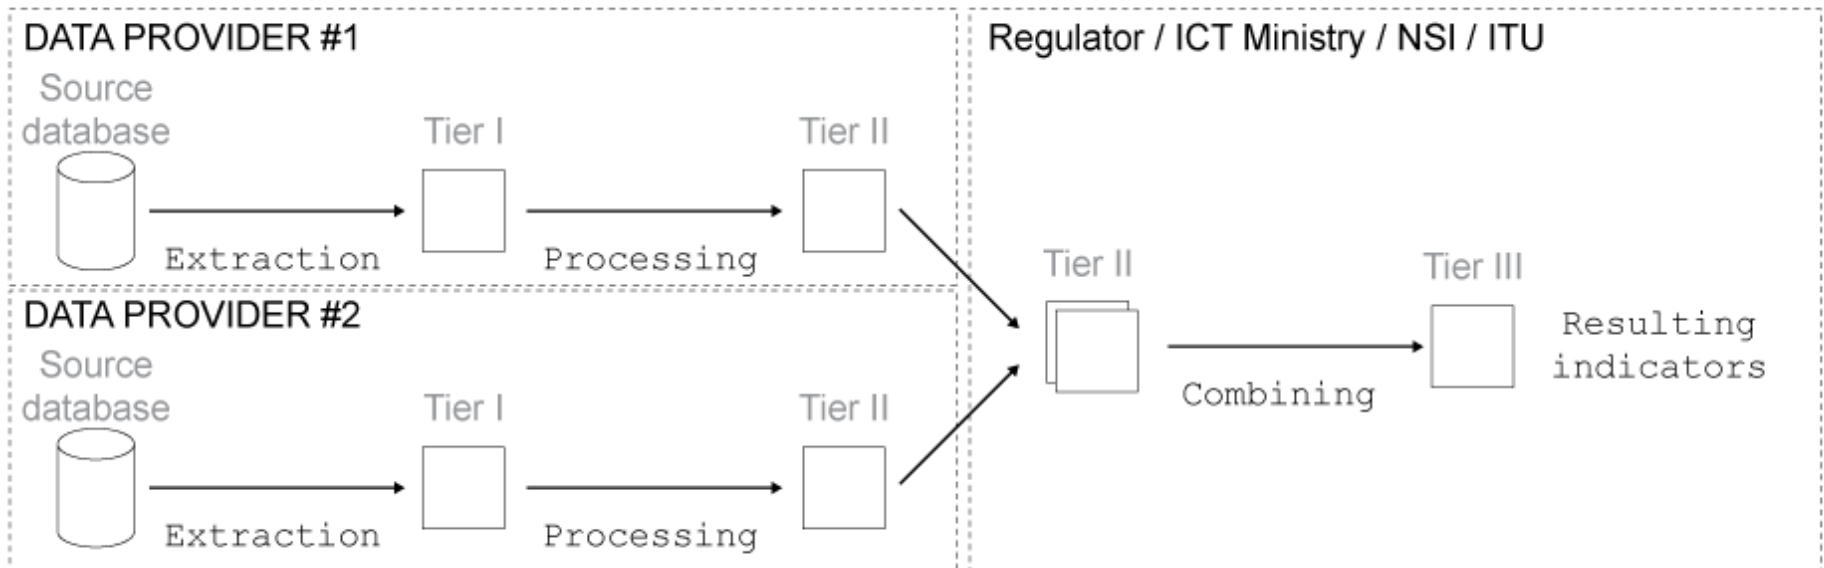 DATA PROVIDER #1
Source
database
Tier I
Tier II
Extraction
Processing
DATA PROVIDER #2
Source
database
Tier I
Tier II
Extraction
Processing
Regulator / ICT Ministry / NSI / ITU
Tier II
Tier III
Combining
Resulting
indicators